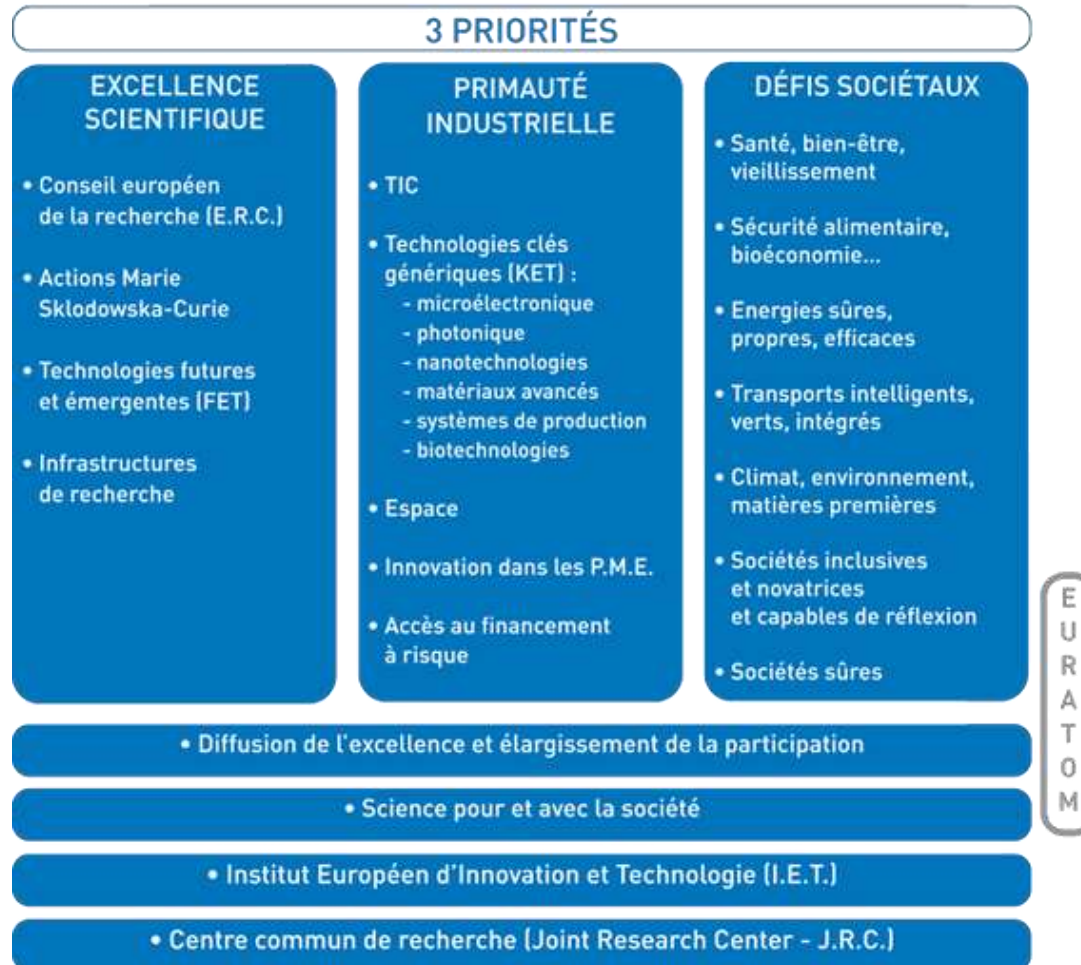 3 PRIORITÉS
EXCELLENCE
SCIENTIFIQUE
• Conseil européen
de la recherche (E.R.C.)
• Actions Marie
Sklodowska-Curie
• Technologies futures
et émergentes (FET)
• Infrastructures
de recherche
PRIMAUTÉ
INDUSTRIELLE
• TIC
• Technologies clés
génériques (KET) :
- microélectronique
- photonique
- nanotechnologies
- matériaux avancés
- systèmes de production
- biotechnologies
• Espace
• Innovation dans les P.M.E.
• Accès au financement
à risque
DÉFIS SOCIÉTAUX
• Santé, bien-être,
vieillissement
• Sécurité alimentaire,
bioéconomie...
• Energies sûres,
propres, efficaces
• Transports intelligents,
verts, intégrés
• Climat, environnement,
matières premières
• Sociétés inclusives
et novatrices
et capables de réflexion
• Sociétés sûres
• Diffusion de l'excellence et élargissement de la participation
• Science pour et avec la société
• Institut Européen d'Innovation et Technologie (I.E.T.)
• Centre commun de recherche (Joint Research Center - J.R.C.)
EURATOM